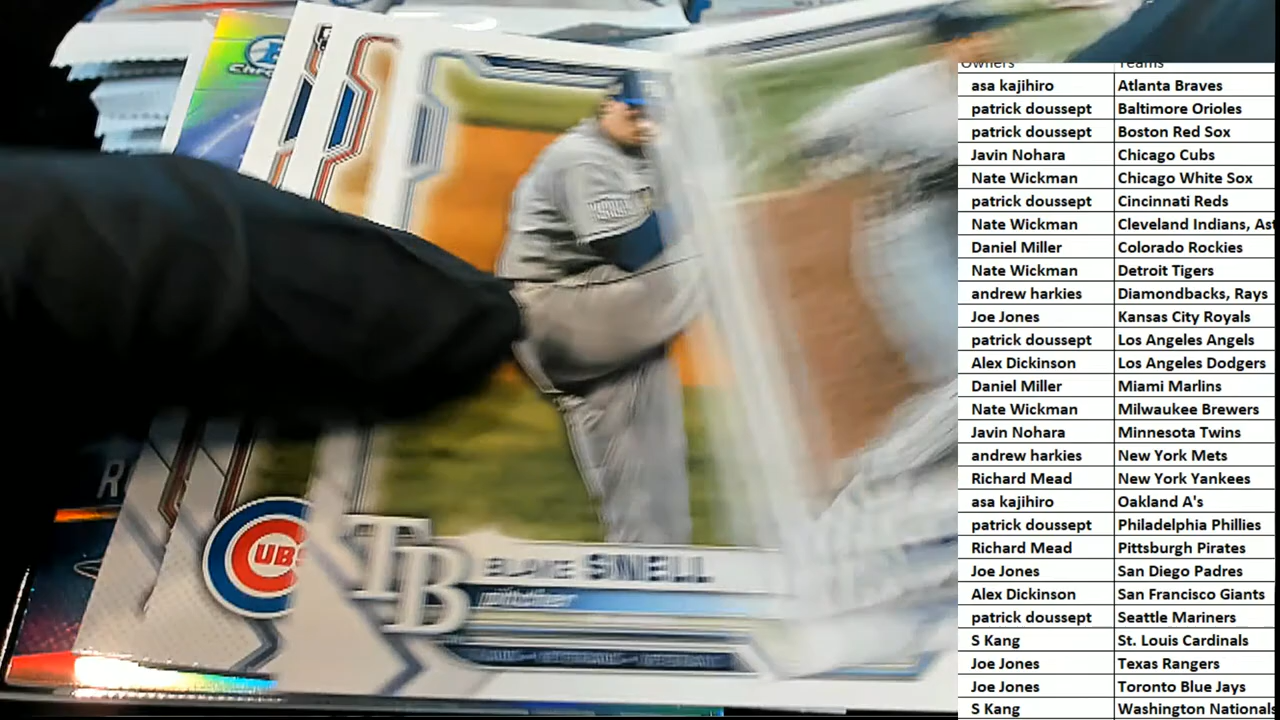 Owners Teams
asa kajihiro Atlanta Braves
patrick doussept Baltimore Orioles
patrick doussept Boston Red Sox
Javin Nohara Chicago Cubs
Nate Wickman Chicago White Sox
patrick doussept Cincinnati Reds
Nate Wickman Cleveland Indians, Ast
Daniel Miller Colorado Rockies
Nate Wickman Detroit Tigers
andrew harkies Diamondbacks, Rays
Joe Jones Kansas City Royals
patrick doussept Los Angeles Angels
Alex Dickinson Los Angeles Dodgers
Daniel Miller Miami Marlins
Nate Wickman Milwaukee Brewers
Javin Nohara Minnesota Twins
andrew harkies New York Mets
Richard Mead New York Yankees
asa kajihiro Oakland A's
patrick doussept Philadelphia Phillies
Richard Mead Pittsburgh Pirates
Joe Jones San Diego Padres
Alex Dickinson San Francisco Giants
patrick doussept Seattle Mariners
S Kang St. Louis Cardinals
Joe Jones Texas Rangers
Joe Jones Toronto Blue Jays
S Kang Washington Nationals
UBS
TB
BLAKE SNELL